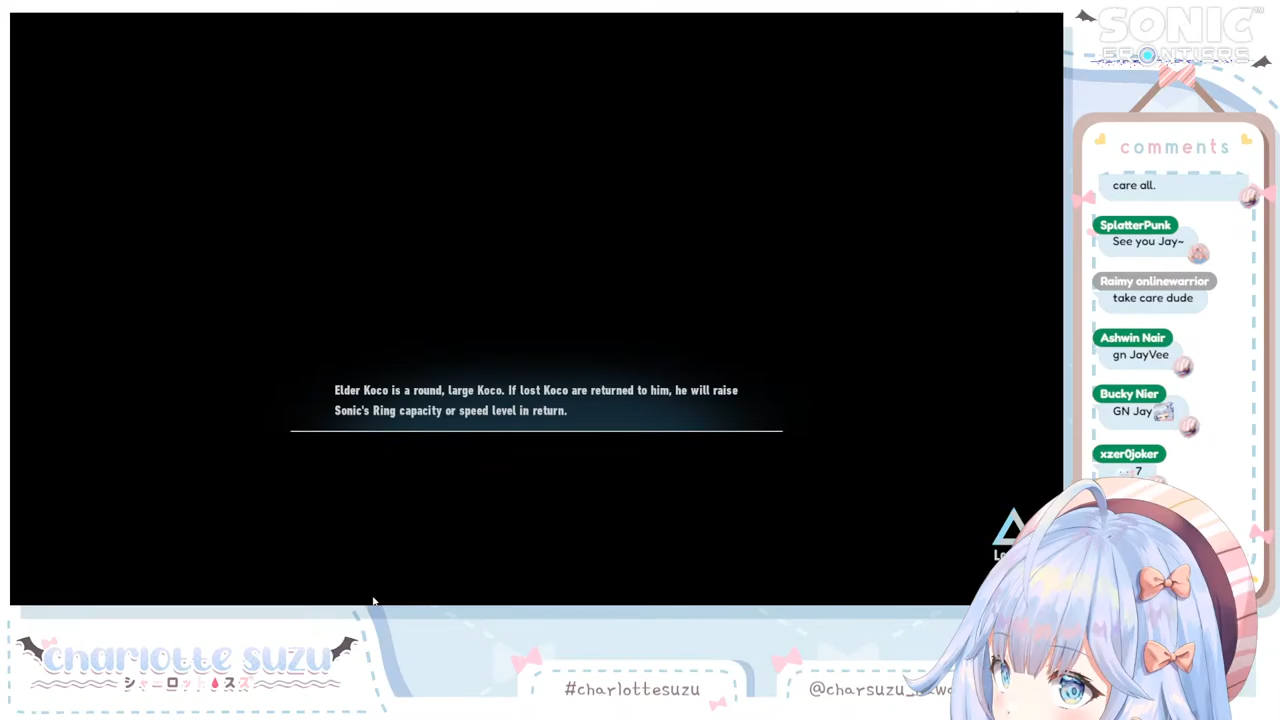 SONIC
FRONTIERS
comments
care all.
SplatterPunk
See you Jay~
Raimy onlinewarrior
take care dude
Ashwin Nair
gn JayVee
Bucky Nier
GN Jay
xzer0joker
7
Elder Koco is a round, large Koco. If lost Koco are returned to him, he will raise
Sonic's Ring capacity or speed level in return.
charlotte suzu
シャーロット スズ
#charlottesuzu